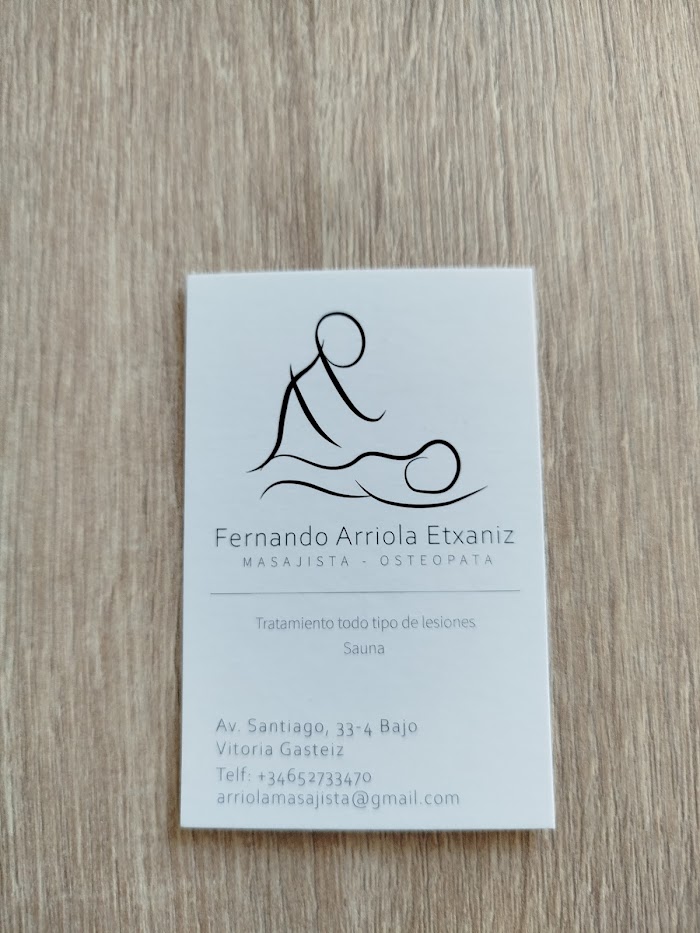 Fernando Arriola Etxaniz
MASAJISTA - OSTEOPATA
Tratamiento todo tipo de lesiones
Sauna
Av. Santiago, 33-4 Bajo
Vitoria Gasteiz
Telf: +34652733470
arriolamasajista@gmail.com